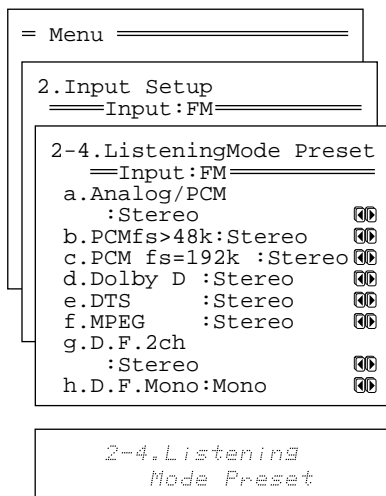 Menu
2.Input Setup
Input:FM
2-4.ListeningMode Preset
Input:FM
a.Analog/PCM
:Stereo
b.PCMfs>48k:Stereo
c.PCM fs=192k :Stereo
d.Dolby D :Stereo
e.DTS :Stereo
f.MPEG :Stereo
g.D.F.2ch
:Stereo
h.D.F.Mono:Mono
2-4.Listening
Mode Preset